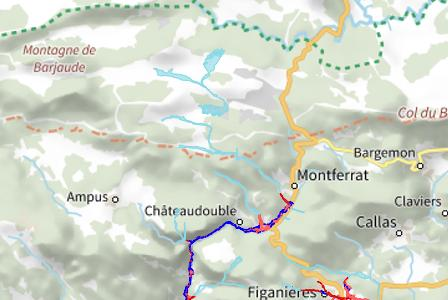 Montagne de
Barjaude
Col du B
Bargemon
Montferrat
Ampus
Châteaudouble
Claviers
Callas
Figanières